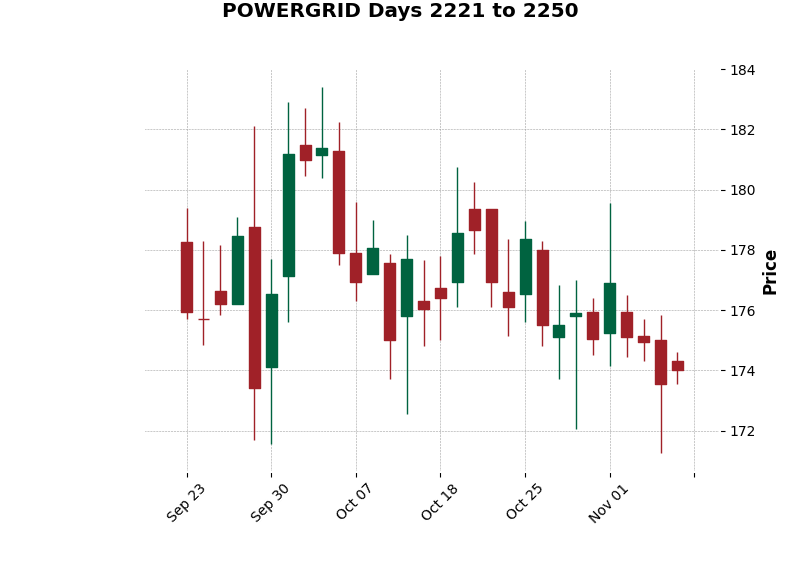 POWERGRID Days 2221 to 2250
184
182
180
178
176
174
172
Price
Sep 23
Sep 30
Oct 07
Oct 18
Oct 25
Nov 01